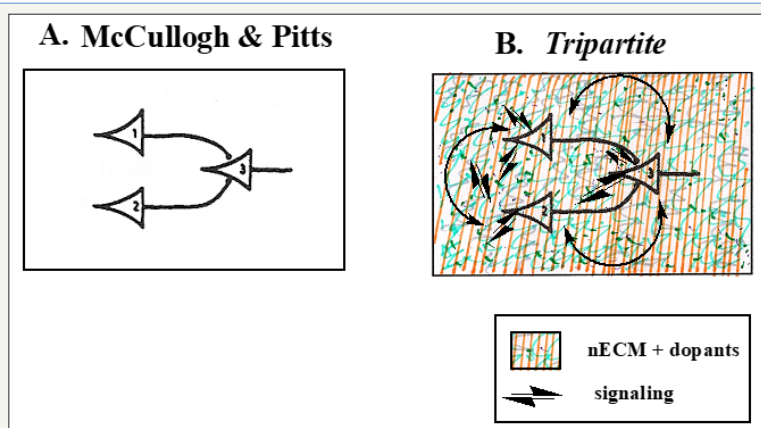 A. McCullogh & Pitts
B. Tripartite
1
2
3
1
2
3
nECM + dopants
signaling